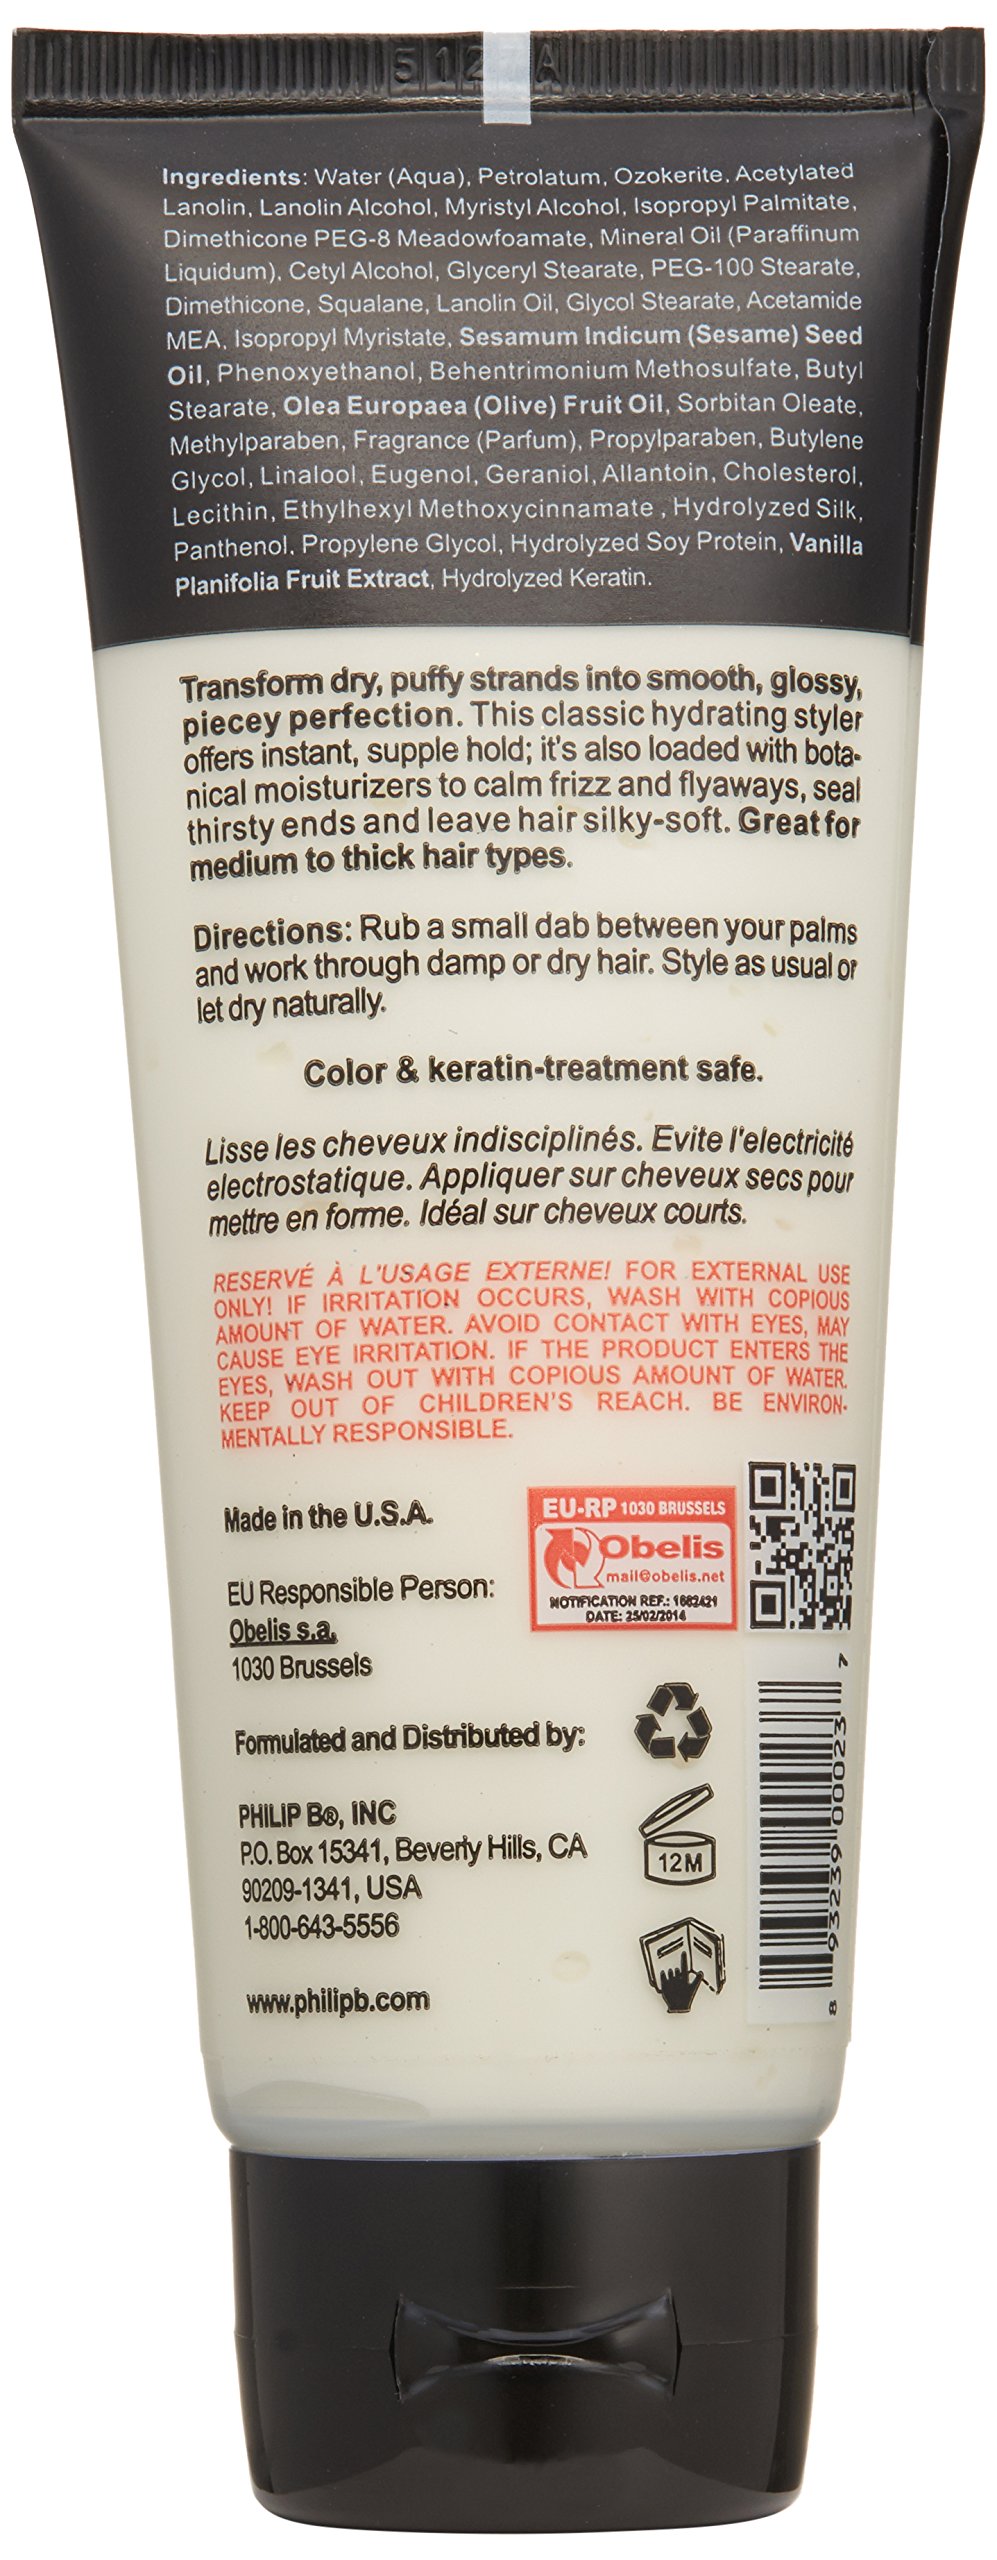 5127A
Ingredients: Water (Aqua), Petrolatum, Ozokerite, Acetylated
Lanolin, Lanolin Alcohol, Myristyl Alcohol, Isopropyl Palmitate,
Dimethicone PEG-8 Meadowfoamate, Mineral Oil (Paraffinum
Liquidum), Cetyl Alcohol, Glyceryl Stearate, PEG-100 Stearate,
Dimethicone, Squalane, Lanolin Oil, Glycol Stearate, Acetamide
MEA, Isopropyl Myristate, Sesamum Indicum (Sesame) Seed
Oil, Phenoxyethanol, Behentrimonium Methosulfate, Butyl
Stearate, Olea Europaea (Olive) Fruit Oil, Sorbitan Oleate,
Methylparaben, Fragrance (Parfum), Propylparaben, Butylene
Glycol, Linalool, Eugenol, Geraniol, Allantoin, Cholesterol,
Lecithin, Ethylhexyl Methoxycinnamate , Hydrolyzed Silk,
Panthenol, Propylene Glycol, Hydrolyzed Soy Protein, Vanilla
Planifolia Fruit Extract, Hydrolyzed Keratin.
Transform dry, puffy strands into smooth, glossy,
piecey perfection. This classic hydrating styler
offers instant, supple hold; it's also loaded with bota-
nical moisturizers to calm frizz and flyaways, seal
thirsty ends and leave hair silky-soft. Great for
medium to thick hair types.
Directions: Rub a small dab between your palms
and work through damp or dry hair. Style as usual or
let dry naturally.
Color & keratin-treatment safe.
Lisse les cheveux indisciplinés. Evite l'electricité
electrostatique. Appliquer sur cheveux secs pour
mettre en forme. Idéal sur cheveux courts.
RESERVÉ À L'USAGE EXTERNE! FOR EXTERNAL USE
ONLY! IF IRRITATION OCCURS, WASH WITH COPIOUS
AMOUNT OF WATER. AVOID CONTACT WITH EYES, MAY
CAUSE EYE IRRITATION. IF THE PRODUCT ENTERS THE
EYES, WASH OUT WITH COPIOUS AMOUNT OF WATER.
KEEP OUT OF CHILDREN'S REACH. BE ENVIRON-
MENTALLY RESPONSIBLE.
Made in the U.S.A.
EU Responsible Person:
Obelis s.a.
1030 Brussels
EU-RP 1030 BRUSSELS
Obelis
mail@obelis.net
NOTIFICATION REF.: 1682421
DATE: 25/02/2014
Formulated and Distributed by:
PHILIP B®, INC
P.O. Box 15341, Beverly Hills, CA
90209-1341, USA
1-800-643-5556
www.philipb.com
12M
8 93239 00023 7